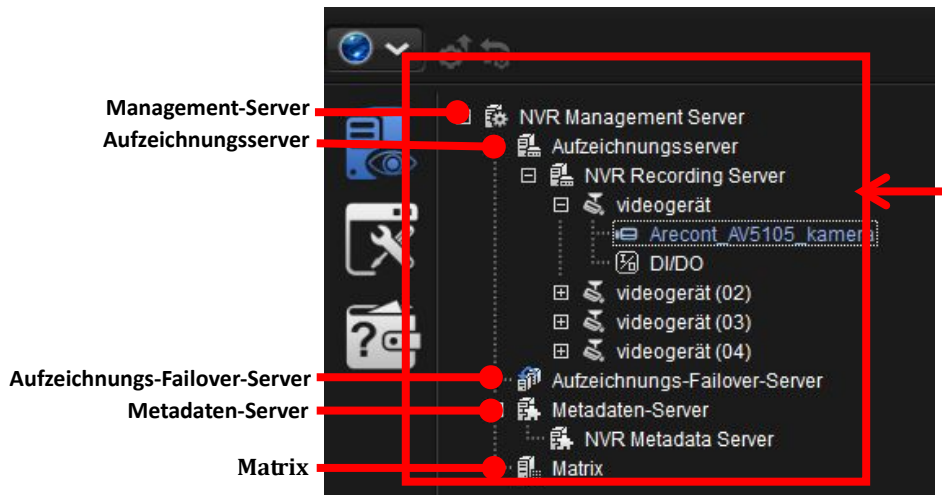 Management-Server
Aufzeichnungsserver
Aufzeichnungs-Failover-Server
Metadaten-Server
Matrix
NVR Management Server
Aufzeichnungsserver
NVR Recording Server
videogerät
Arecont_AV5105_kamera
DI/DO
videogerät (02)
videogerät (03)
videogerät (04)
Aufzeichnungs-Failover-Server
Metadaten-Server
NVR Metadata Server
Matrix